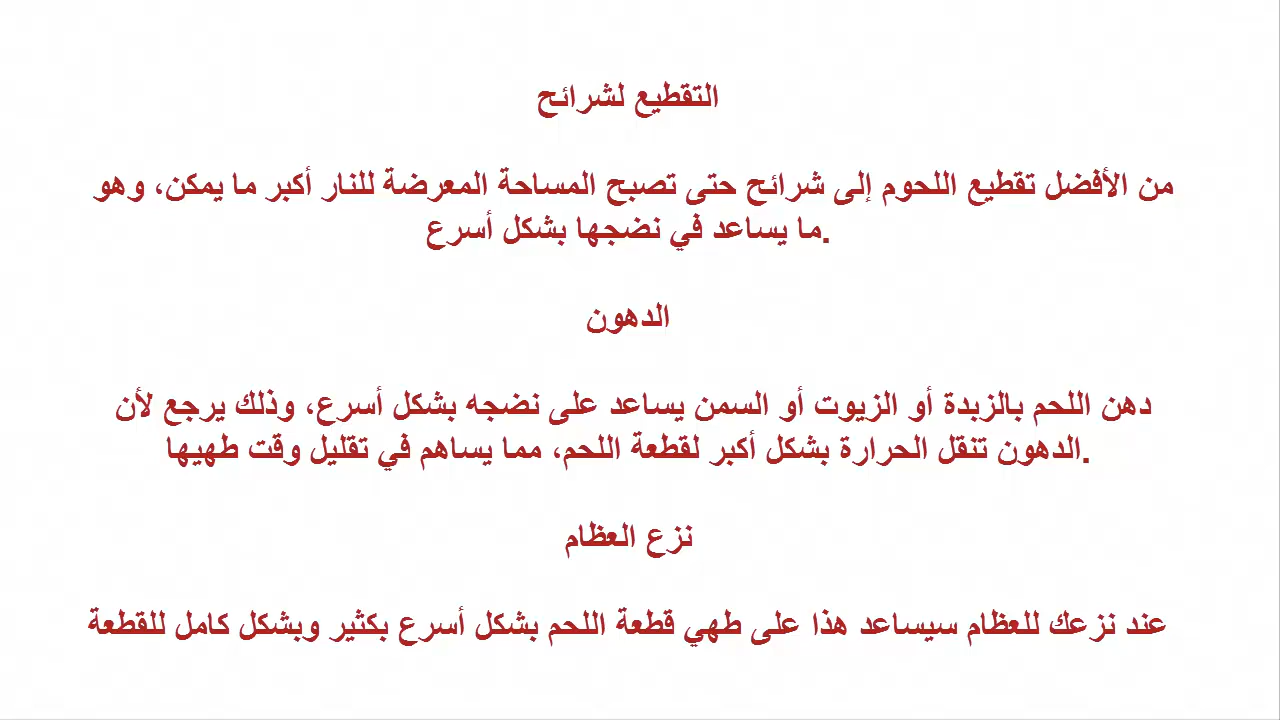 التقطيع لشرائح
من الأفضل تقطيع اللحوم إلى شرائح حتى تصبح المساحة المعرضة للنار أكبر ما يمكن، وهو
ما يساعد في نضجها بشكل أسرع.
الدهون
دهن اللحم بالزبدة أو الزيوت أو السمن يساعد على نضجه بشكل أسرع، وذلك يرجع لأن
الدهون تنقل الحرارة بشكل أكبر لقطعة اللحم، مما يساهم في تقليل وقت طهيها.
نزع العظام
عند نزعك للعظام سيساعد هذا على طهي قطعة اللحم بشكل أسرع بكثير وبشكل كامل للقطعة